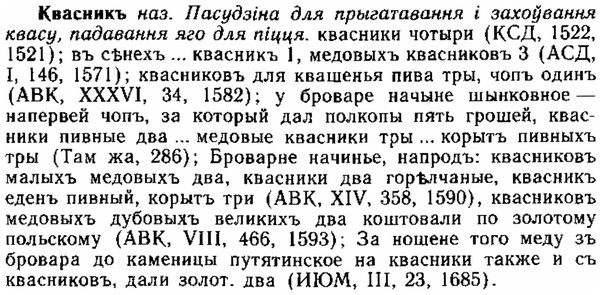 Квасникъ наз. Пасудзіна для прыгатавання і захоўвання
квасу, падавання яго для піцця. квасники чотыри (КСД, 1522,
1521); въ сѣнехъ ... квасникъ 1, медовыхъ квасниковъ 3 (АСД,
I, 146, 1571); квасниковъ для квашенья пива тры, чопъ одинъ
(АВК, XXXVI, 34, 1582); у броваре начыне шынковное —
напервей чопъ, за который дал полкопы пять грошей, квас-
ники пивные два ... медовые квасники тры ... корытъ пивныхъ
тры (Там жа, 286); Броварне начинье, напродъ: квасниковъ
малыхъ медовыхъ два, квасники два горѣлчаные, квасникъ
еденъ пивный, корытъ три (АВК, XIV, 358, 1590), квасниковъ
медовыхъ дубовыхъ великихъ два коштовали по золотому
польскому (АВК, VIII, 466, 1593); За ношене того меду зъ
бровара до каменицы путятинское на квасники также и съ
квасниковъ, дали золот. два (ИЮМ, III, 23, 1685).